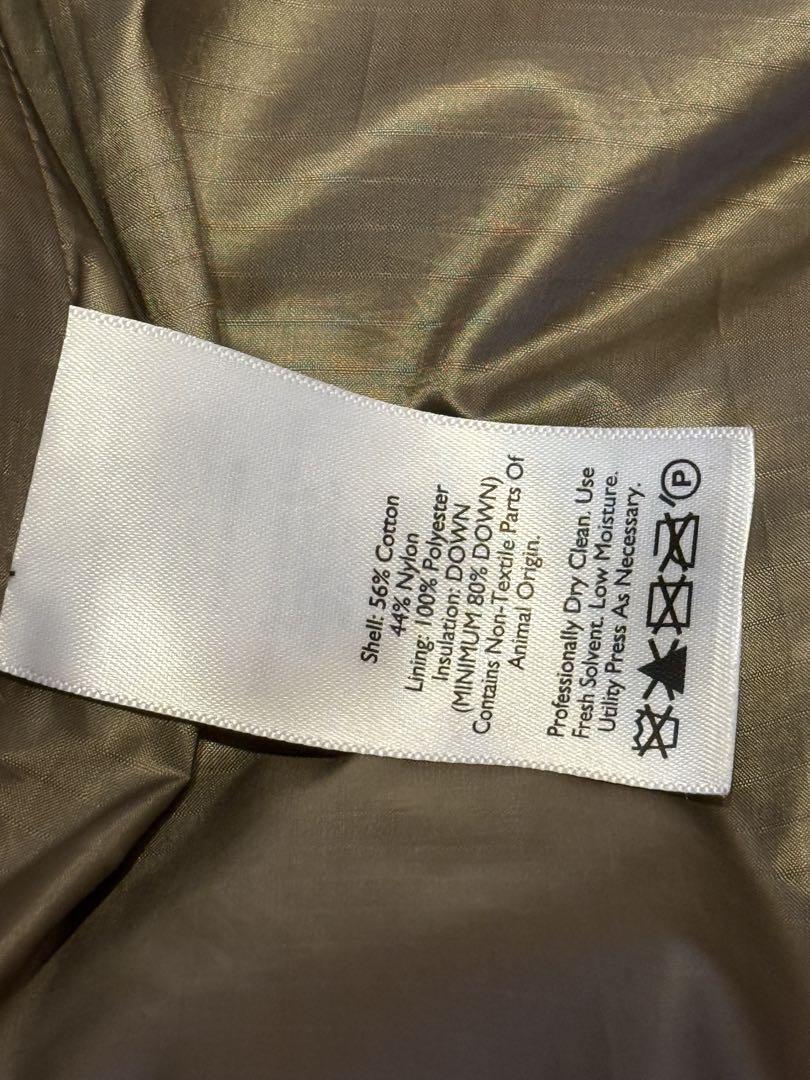 Shell: 56% Cotton
44% Nylon
Lining: 100% Polyester
Insulation: DOWN
(MINIMUM 80% DOWN)
Contains Non-Textile Parts Of
Animal Origin.
Professionally Dry Clean. Use
Fresh Solvent. Low Moisture.
Utility Press As Necessary.
P